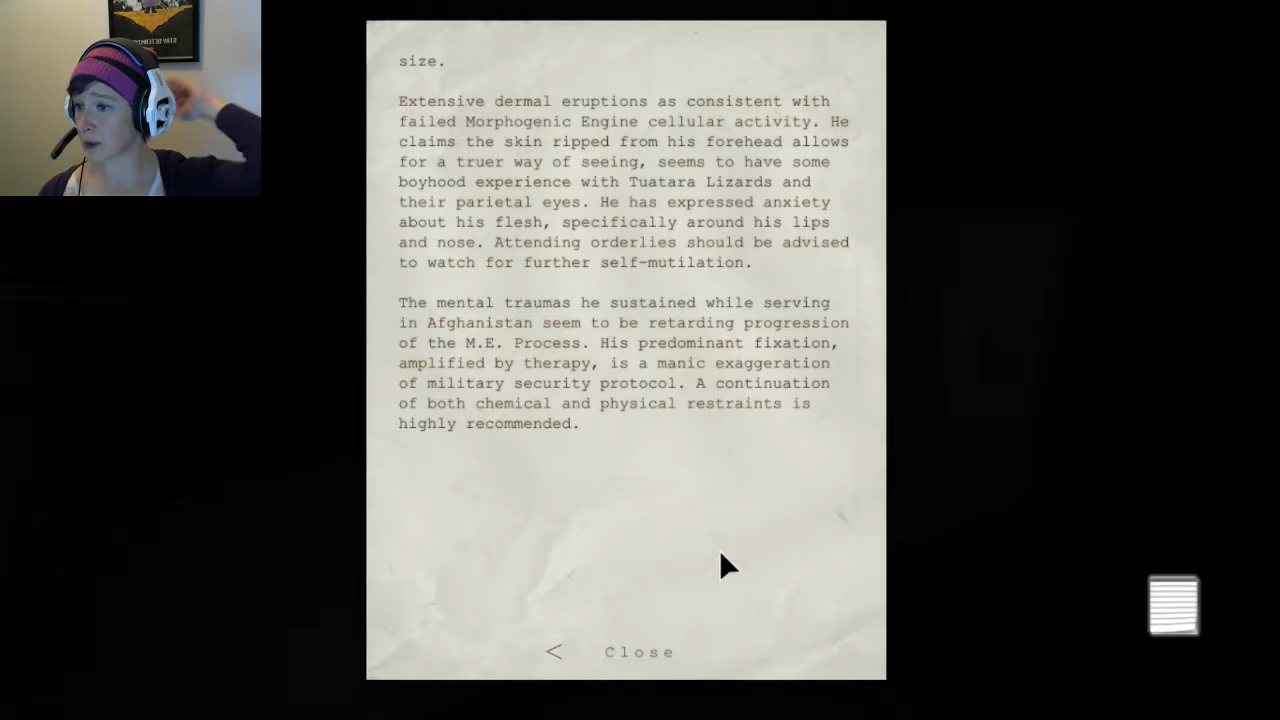 size.
Extensive dermal eruptions as consistent with
failed Morphogenic Engine cellular activity. He
claims the skin ripped from his forehead allows
for a truer way of seeing, seems to have some
boyhood experience with Tuatara Lizards and
their parietal eyes. He has expressed anxiety
about his flesh, specifically around his lips
and nose. Attending orderlies should be advised
to watch for further self-mutilation.
The mental traumas he sustained while serving
in Afghanistan seem to be retarding progression
of the M.E. Process. His predominant fixation,
amplified by therapy, is a manic exaggeration
of military security protocol. A continuation
of both chemical and physical restraints is
highly recommended.
< Close